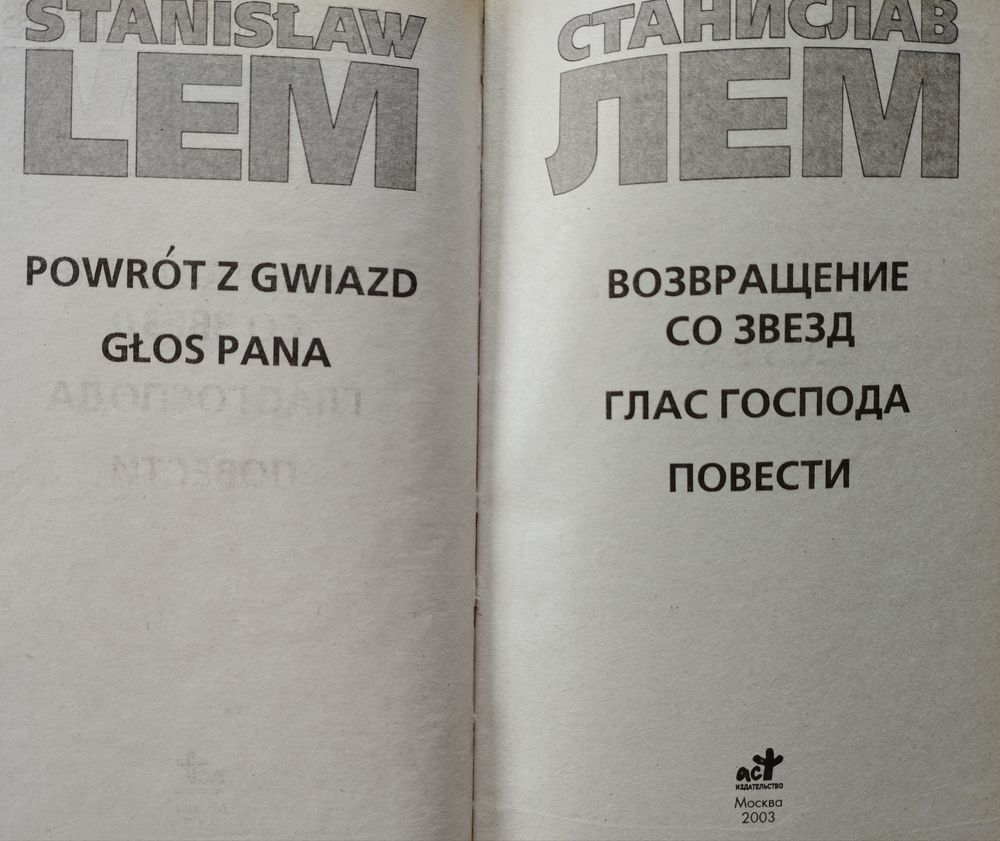 STANISŁAW
LEM
POWRÓT Z GWIAZD
GŁOS PANA
СТАНИСЛАВ
ЛЕМ
ВОЗВРАЩЕНИЕ
СО ЗВЕЗД
ГЛАС ГОСПОДА
ПОВЕСТИ
аст
ИЗДАТЕЛЬСТВО
Москва
2003